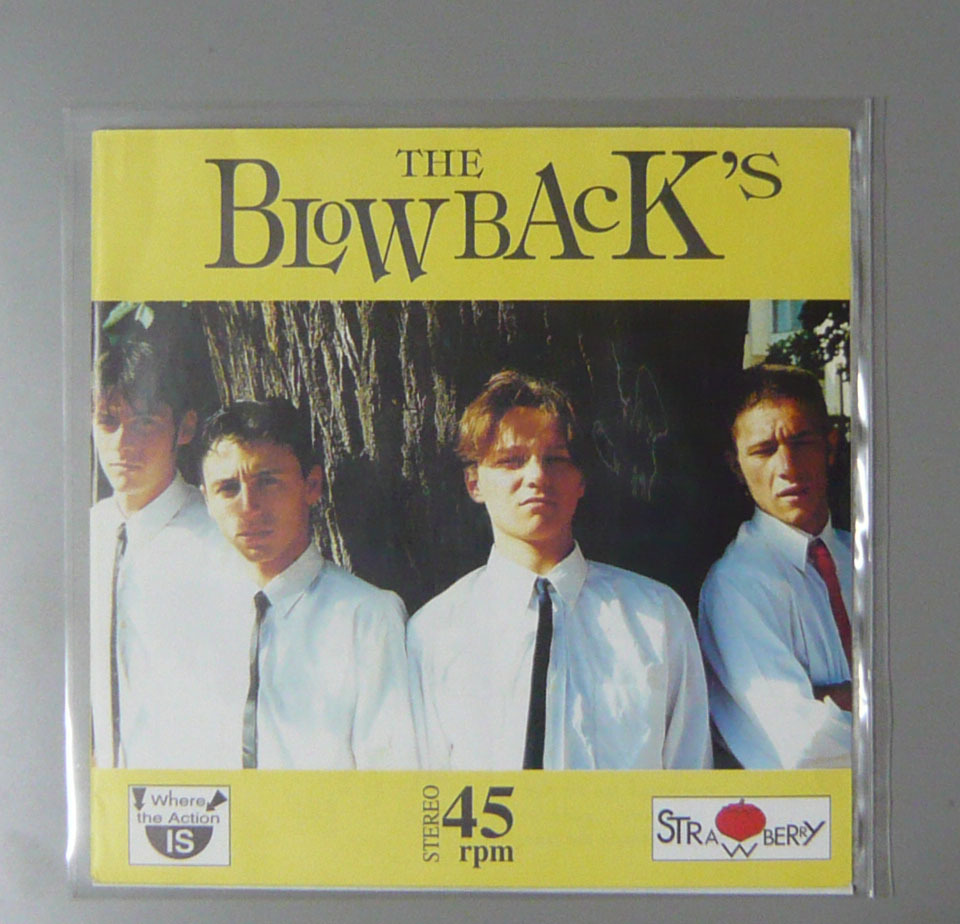 THE
BLOWBACK'S
Where
the Action
IS
STEREO
45
rpm
STRAWBERRY